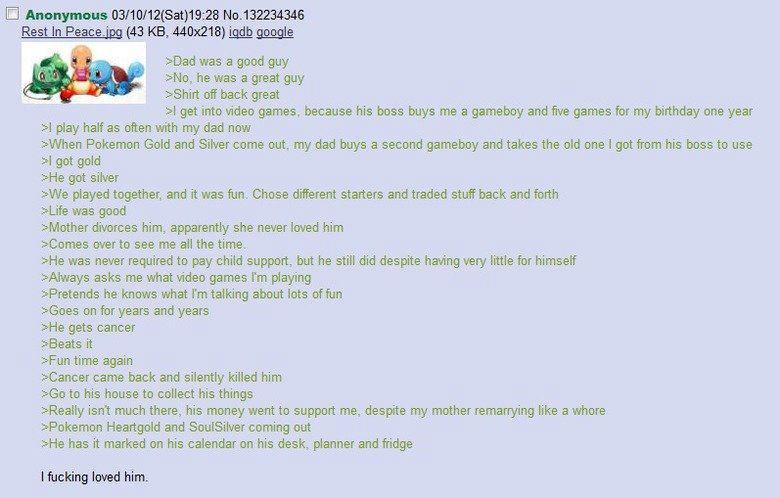 Anonymous 03/10/12(Sat)19:28 No.132234346
Rest In Peace.jpg (43 KB, 440x218) iqdb google
>Dad was a good guy
>No, he was a great guy
>Shirt off back great
>I get into video games, because his boss buys me a gameboy and five games for my birthday one year
>I play half as often with my dad now
>When Pokemon Gold and Silver come out, my dad buys a second gameboy and takes the old one I got from his boss to use
>I got gold
>He got silver
>We played together, and it was fun. Chose different starters and traded stuff back and forth
>Life was good
>Mother divorces him, apparently she never loved him
>Comes over to see me all the time.
>He was never required to pay child support, but he still did despite having very little for himself
>Always asks me what video games I'm playing
>Pretends he knows what I'm talking about lots of fun
>Goes on for years and years
>He gets cancer
>Beats it
>Fun time again
>Cancer came back and silently killed him
>Go to his house to collect his things
>Really isn't much there, his money went to support me, despite my mother remarrying like a whore
>Pokemon Heartgold and SoulSilver coming out
>He has it marked on his calendar on his desk, planner and fridge
I fucking loved him.